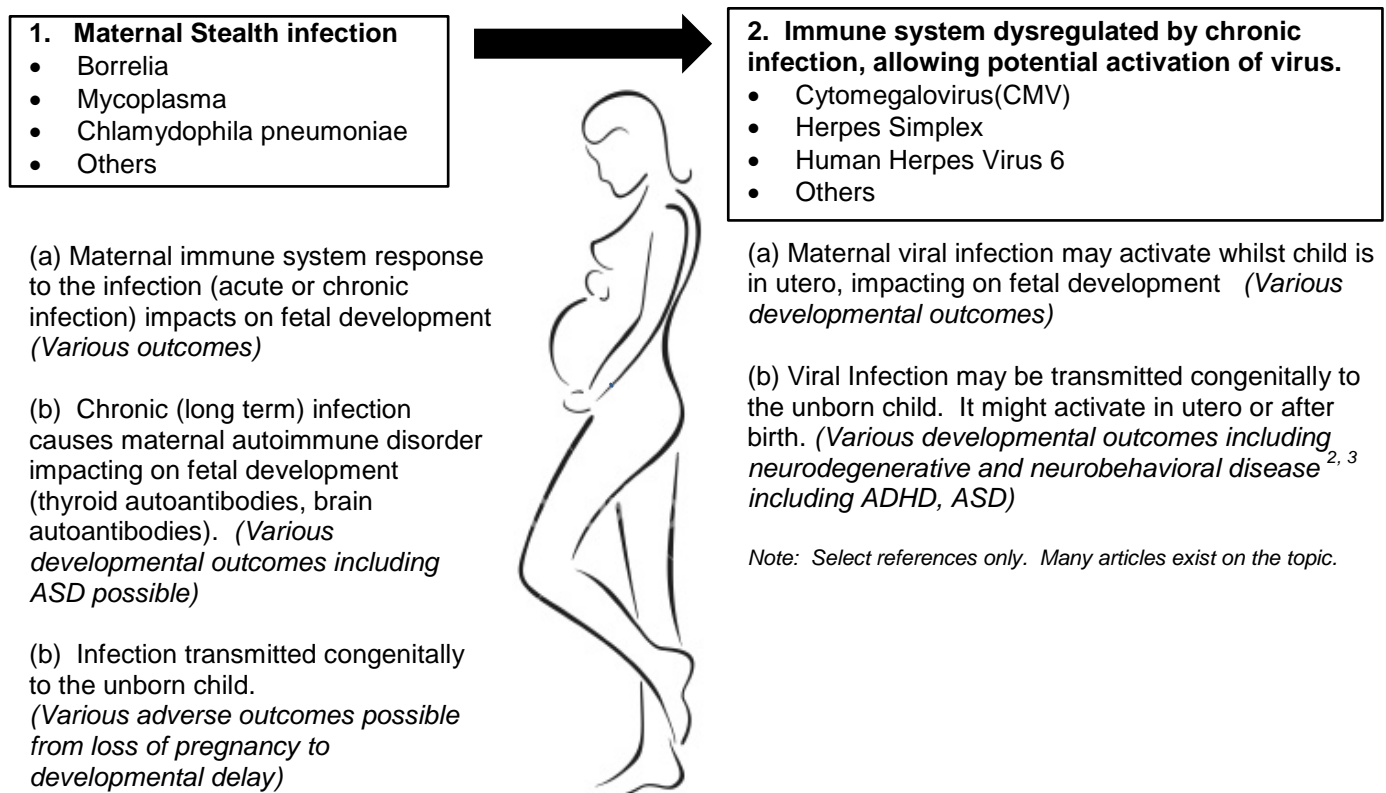 1. Maternal Stealth infection
• Borrelia
• Mycoplasma
• Chlamydophila pneumoniae
• Others
(a) Maternal immune system response
to the infection (acute or chronic
infection) impacts on fetal development
(Various outcomes)
(b) Chronic (long term) infection
causes maternal autoimmune disorder
impacting on fetal development
(thyroid autoantibodies, brain
autoantibodies). (Various
developmental outcomes including
ASD possible)
(b) Infection transmitted congenitally
to the unborn child.
(Various adverse outcomes possible
from loss of pregnancy to
developmental delay)
2. Immune system dysregulated by chronic
infection, allowing potential activation of virus.
• Cytomegalovirus(CMV)
• Herpes Simplex
• Human Herpes Virus 6
• Others
(a) Maternal viral infection may activate whilst child is
in utero, impacting on fetal development (Various
developmental outcomes)
(b) Viral Infection may be transmitted congenitally to
the unborn child. It might activate in utero or after
birth. (Various developmental outcomes including
neurodegenerative and neurobehavioral disease 2, 3
including ADHD, ASD)
Note: Select references only. Many articles exist on the topic.